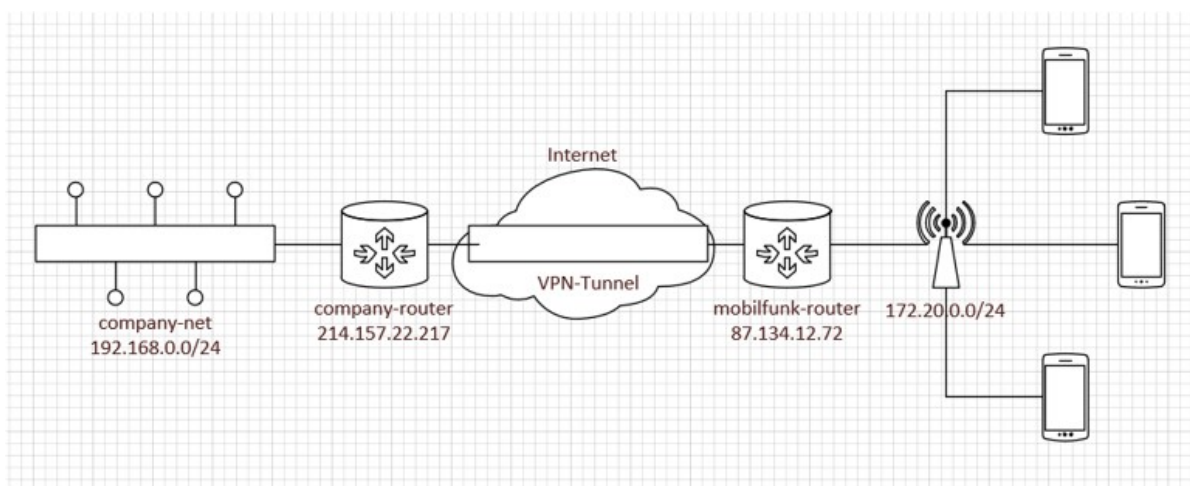 Internet
VPN-Tunnel
company-net
192.168.0.0/24
company-router
214.157.22.217
mobilfunk-router
87.134.12.72
172.20.0.0/24